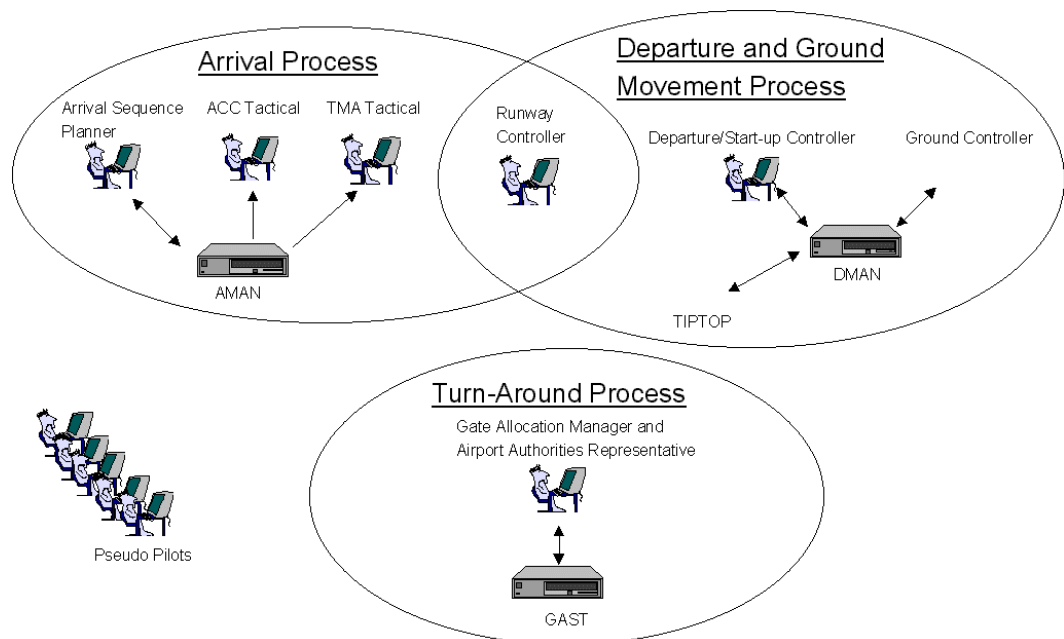 Arrival Process
Arrival Sequence
Planner
ACC Tactical
TMA Tactical
AMAN
Runway
Controller
Departure and Ground
Movement Process
Departure/Start-up Controller
Ground Controller
DMAN
TIPTOP
Turn-Around Process
Gate Allocation Manager and
Airport Authorities Representative
GAST
Pseudo Pilots